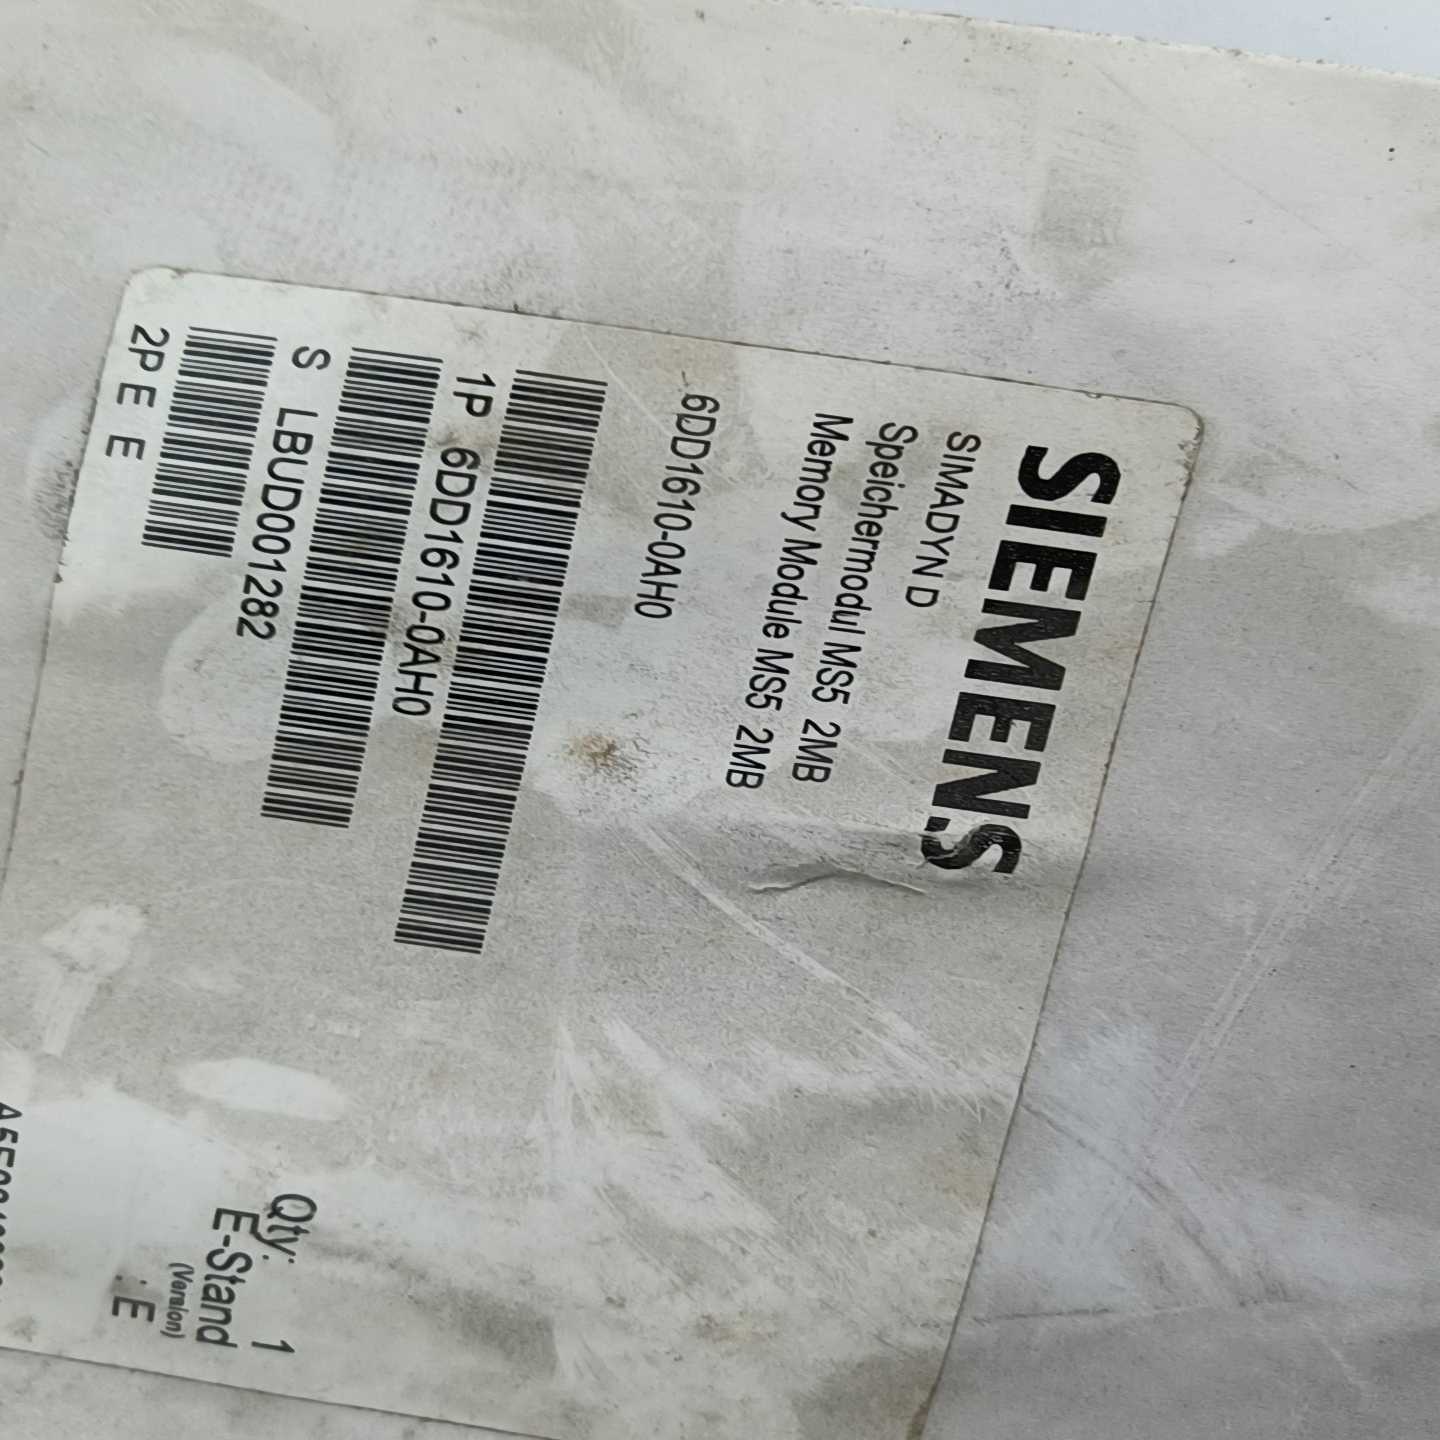 SIEMENS
SIMADYN D
Speichermodul MS5 2MB
Memory Module MS5 2MB
6DD1610-0AH0
1P 6DD1610-0AH0
S LBUD001282
2P E E
Qty. 1
E-Stand
(Version)
: E